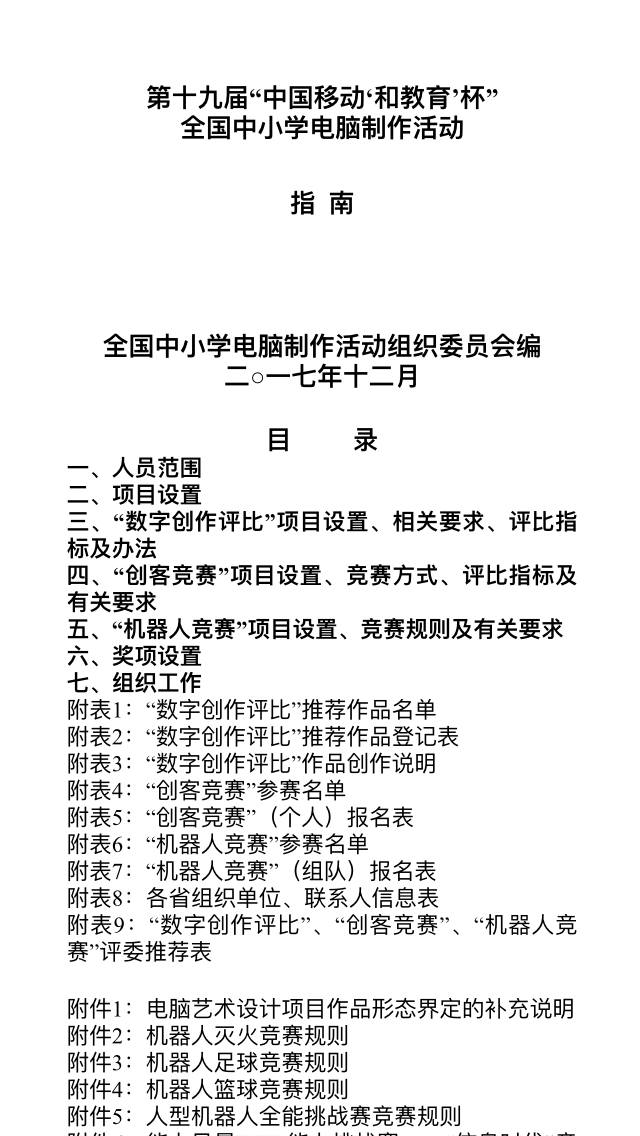 第十九届“中国移动‘和教育’杯”
全国中小学电脑制作活动
指 南
全国中小学电脑制作活动组织委员会编
二○一七年十二月
目 录
一、人员范围
二、项目设置
三、“数字创作评比”项目设置、相关要求、评比指
标及办法
四、“创客竞赛”项目设置、竞赛方式、评比指标及
有关要求
五、“机器人竞赛”项目设置、竞赛规则及有关要求
六、奖项设置
七、组织工作
附表1：“数字创作评比”推荐作品名单
附表2：“数字创作评比”推荐作品登记表
附表3：“数字创作评比”作品创作说明
附表4：“创客竞赛”参赛名单
附表5：“创客竞赛”（个人）报名表
附表6：“机器人竞赛”参赛名单
附表7：“机器人竞赛”（组队）报名表
附表8：各省组织单位、联系人信息表
附表9：“数字创作评比”、“创客竞赛”、“机器人竞
赛”评委推荐表
附件1：电脑艺术设计项目作品形态界定的补充说明
附件2：机器人灭火竞赛规则
附件3：机器人足球竞赛规则
附件4：机器人篮球竞赛规则
附件5：人型机器人全能挑战赛竞赛规则